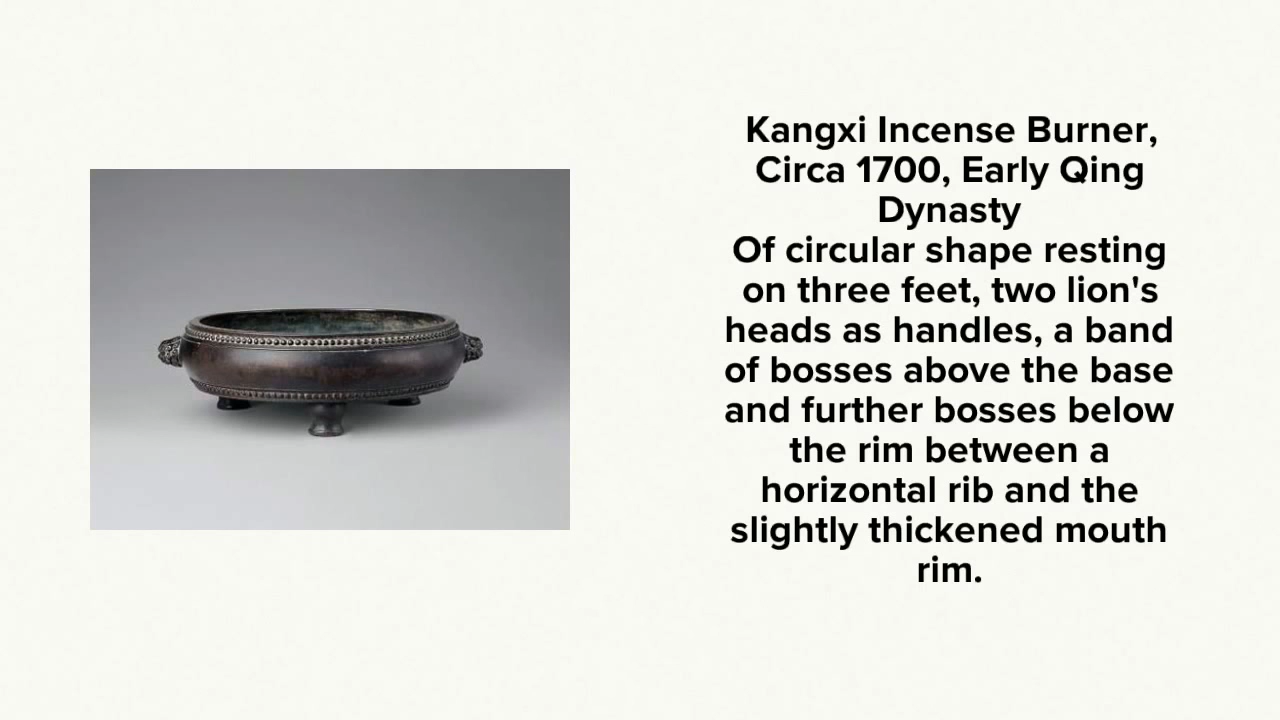 Kangxi Incense Burner,
Circa 1700, Early Qing
Dynasty
Of circular shape resting
on three feet, two lion's
heads as handles, a band
of bosses above the base
and further bosses below
the rim between a
horizontal rib and the
slightly thickened mouth
rim.